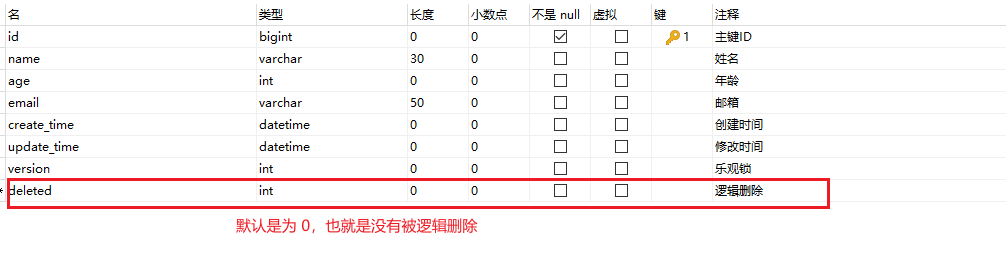 名 类型 长度 小数点 不是 null 虚拟 键 注释
id bigint 0 0 1 主键ID
name varchar 30 0 姓名
age int 0 0 年龄
email varchar 50 0 邮箱
create_time datetime 0 0 创建时间
update_time datetime 0 0 修改时间
version int 0 0 乐观锁
deleted int 0 0 逻辑删除
默认是为 0，也就是没有被逻辑删除